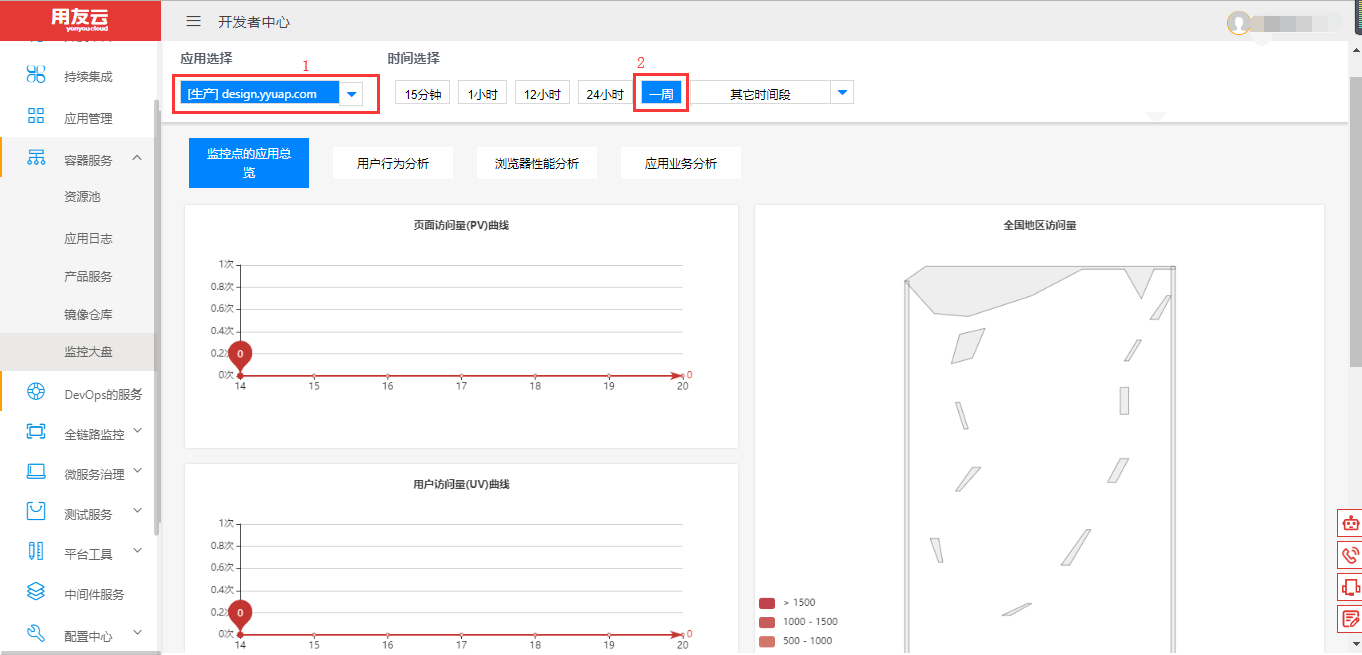 用友云
yonyoucloud
开发者中心
持续集成
应用管理
容器服务
资源池
应用日志
产品服务
镜像仓库
监控大盘
DevOps的服务
全链路监控
微服务治理
测试服务
平台工具
中间件服务
配置中心
应用选择
1
时间选择
2
[生产] design.yyuap.com
15分钟
1小时
12小时
24小时
一周
其它时间段
监控点的应用总
览
用户行为分析
浏览器性能分析
应用业务分析
页面访问量(PV)曲线
1次
0.8次
0.6次
0.4次
0.2次
0次
0
0
14 15 16 17 18 19 20
用户访问量(UV)曲线
1次
0.8次
0.6次
0.4次
0.2次
0次
0
0
14 15 16 17 18 19 20
全国地区访问量
> 1500
1000 - 1500
500 - 1000